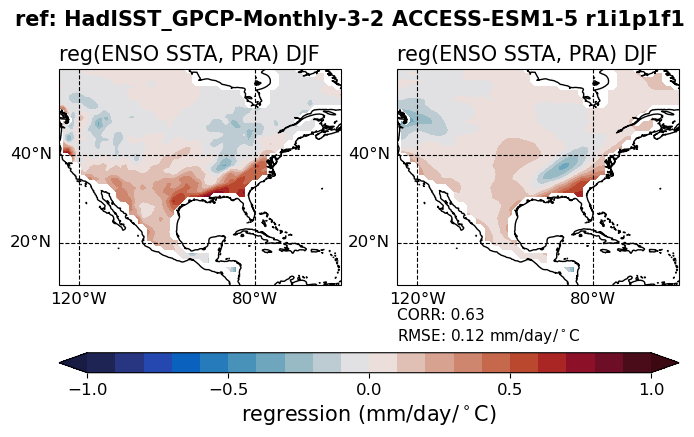 ref: HadISST_GPCP-Monthly-3-2 ACCESS-ESM1-5 r1i1p1f1
reg(ENSO SSTA, PRA) DJF
reg(ENSO SSTA, PRA) DJF
40°N
20°N
120°W
80°W
40°N
20°N
120°W
80°W
CORR: 0.63
RMSE: 0.12 mm/day/°C
−1.0
−0.5
0.0
0.5
1.0
regression (mm/day/°C)